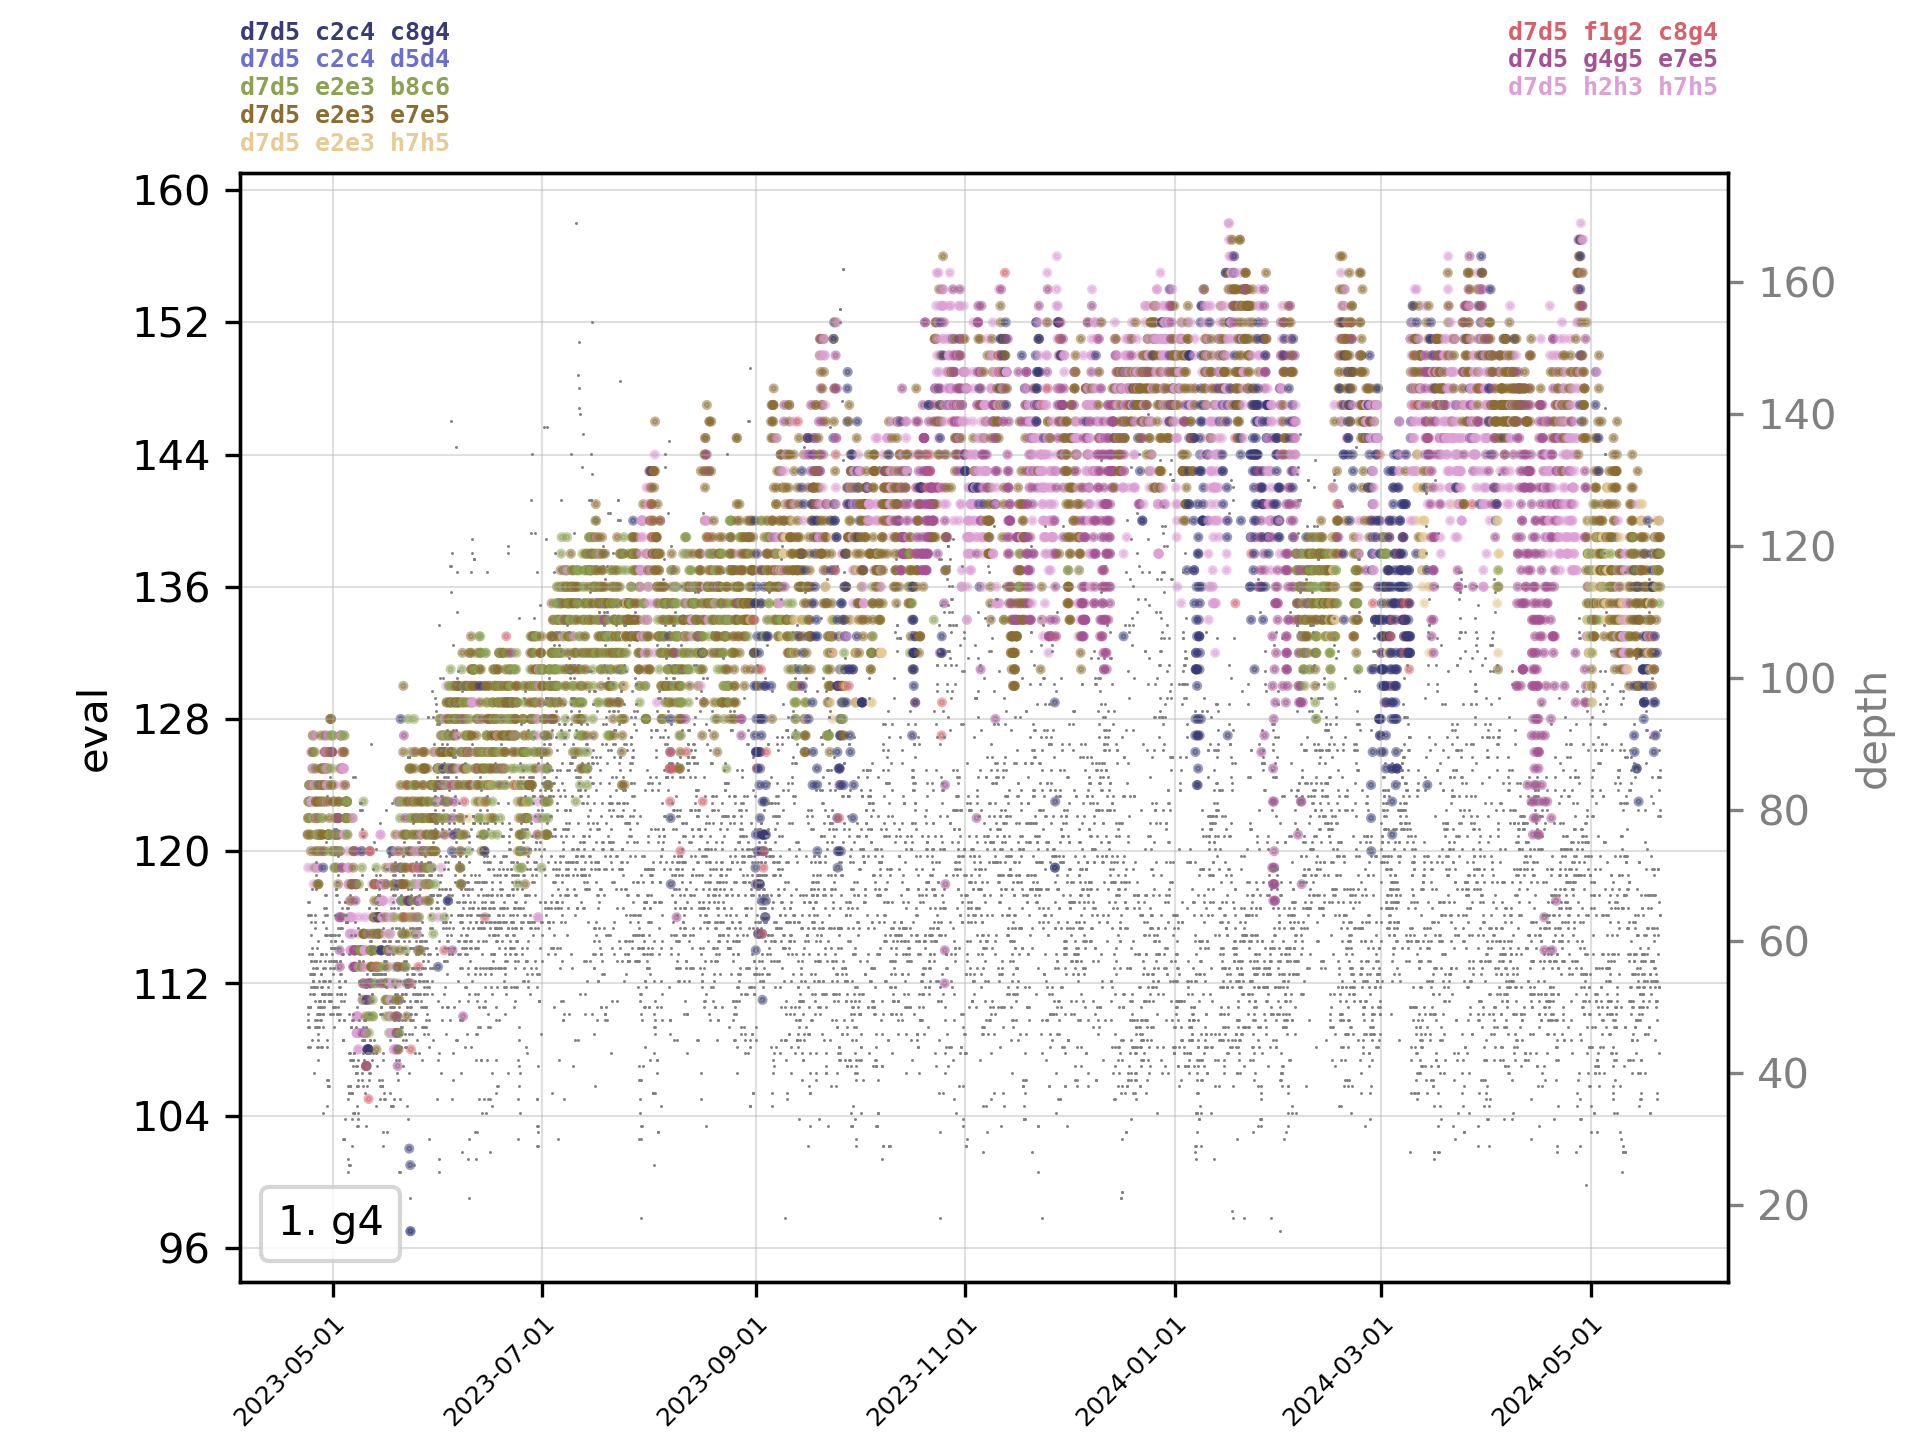 d7d5 c2c4 c8g4
d7d5 c2c4 d5d4
d7d5 e2e3 b8c6
d7d5 e2e3 e7e5
d7d5 e2e3 h7h5
d7d5 f1g2 c8g4
d7d5 g4g5 e7e5
d7d5 h2h3 h7h5
160
152
144
136
128
120
112
104
96
eval
160
140
120
100
80
60
40
20
depth
1. g4
2023-05-01
2023-07-01
2023-09-01
2023-11-01
2024-01-01
2024-03-01
2024-05-01